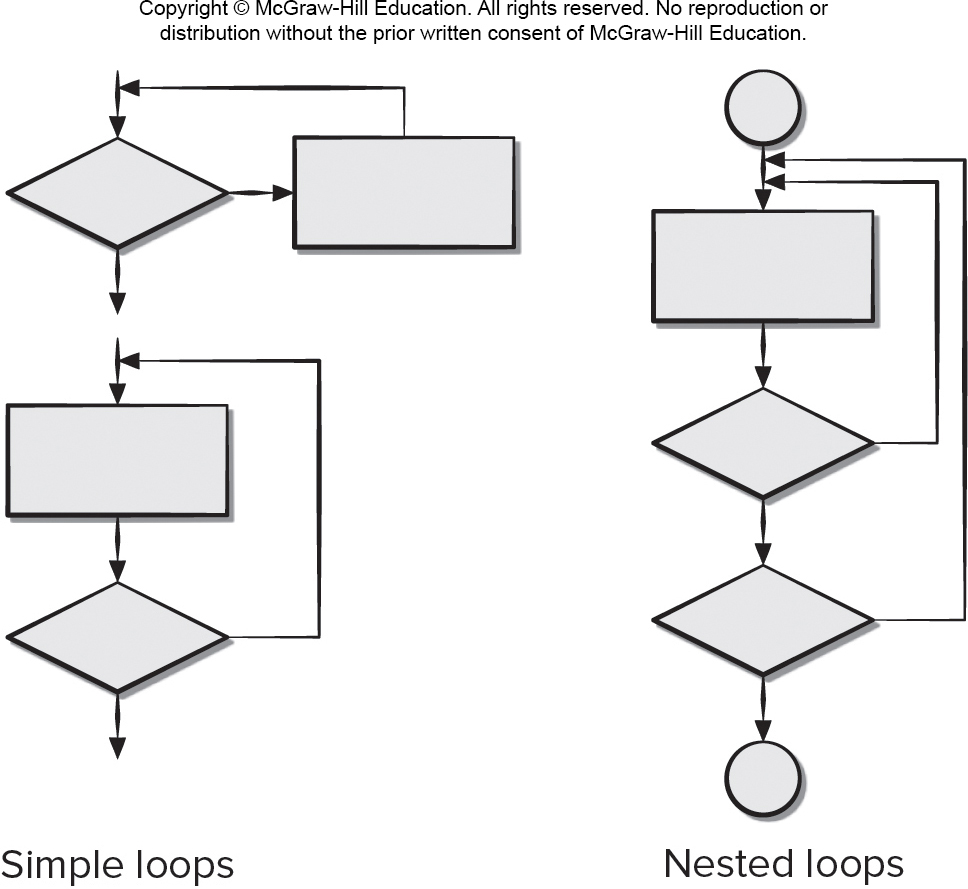 Copyright © McGraw-Hill Education. All rights reserved. No reproduction or
distribution without the prior written consent of McGraw-Hill Education.
Simple loops
Nested loops